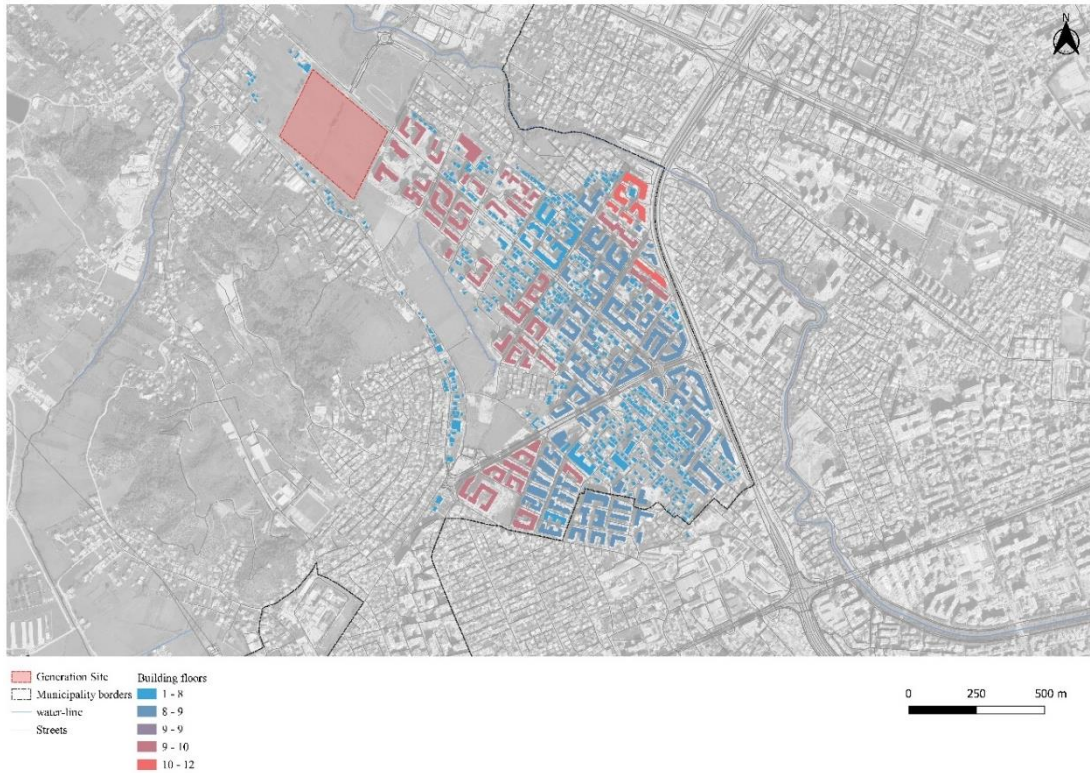 N
Generation Site
Municipality borders
water-line
Streets
Building floors
1 - 8
8 - 9
9 - 9
9 - 10
10 - 12
0 250 500 m